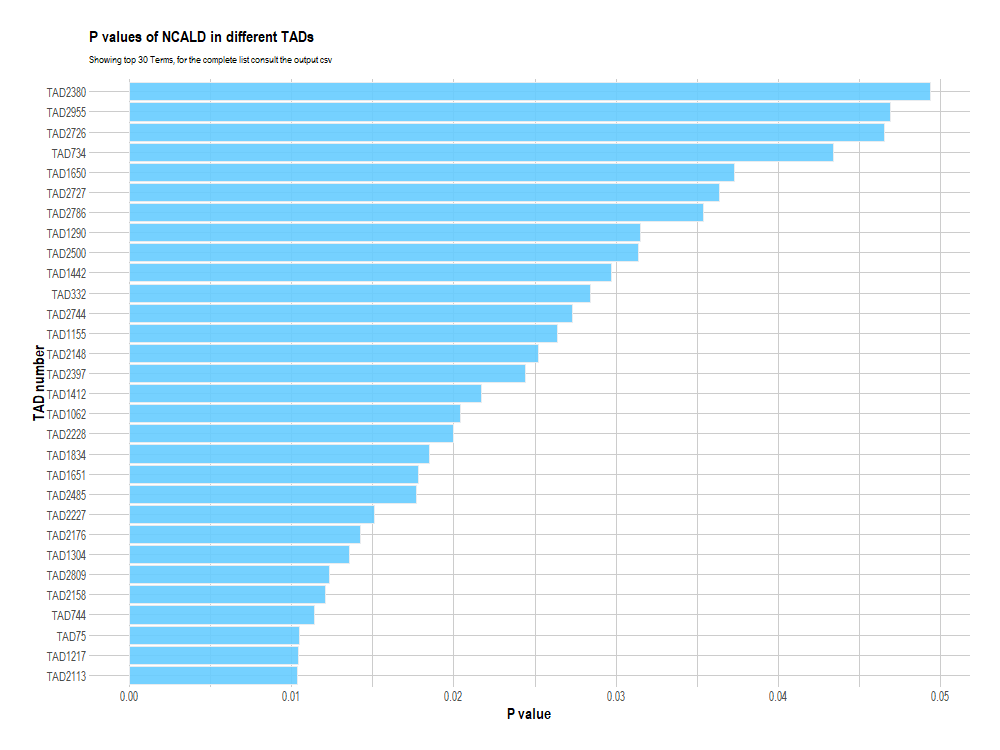 P values of NCALD in different TADs
Showing top 30 Terms, for the complete list consult the output csv
TAD2380
TAD2955
TAD2726
TAD734
TAD1650
TAD2727
TAD2786
TAD1290
TAD2500
TAD1442
TAD332
TAD2744
TAD1155
TAD2148
TAD2397
TAD1412
TAD1062
TAD2228
TAD1834
TAD1651
TAD2485
TAD2227
TAD2176
TAD1304
TAD2809
TAD2158
TAD744
TAD75
TAD1217
TAD2113
TAD number
0.00 0.01 0.02 0.03 0.04 0.05
P value